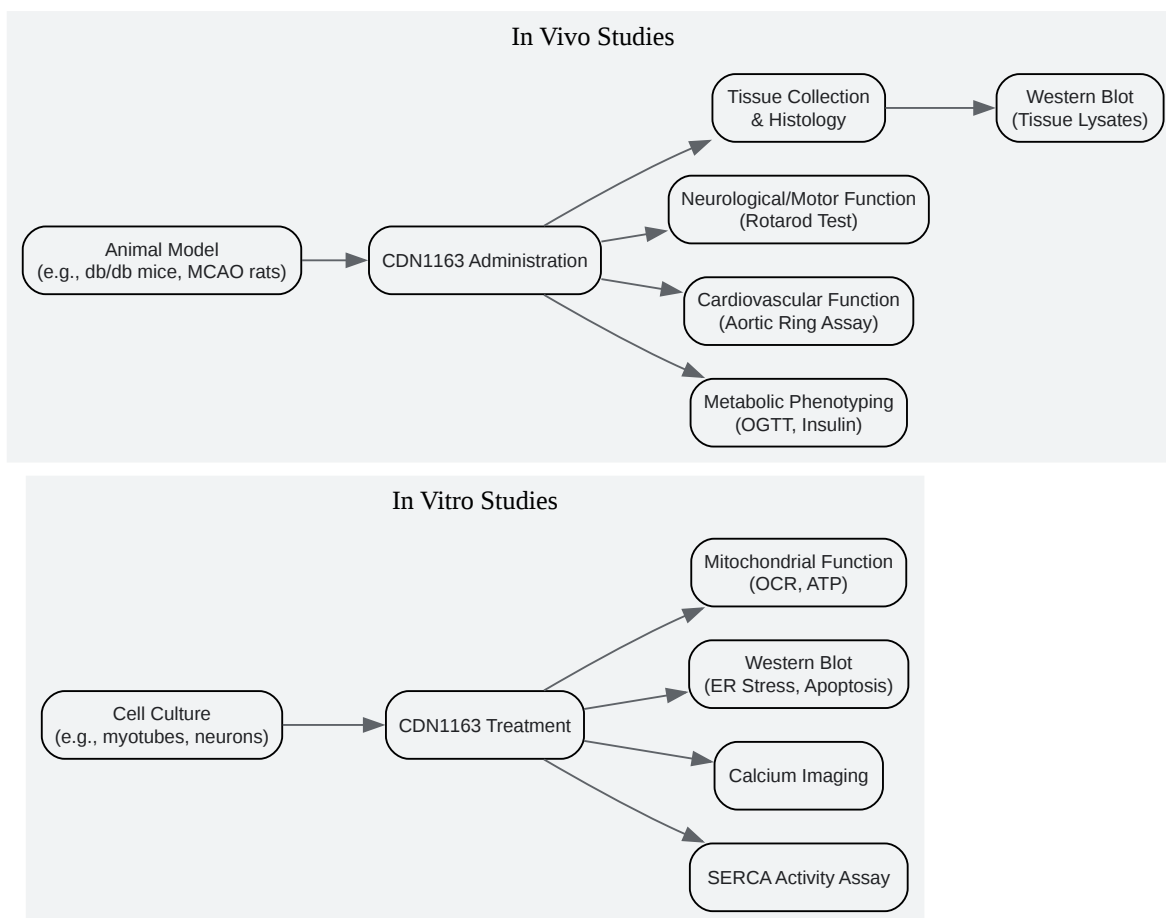 In Vivo Studies
Tissue Collection
& Histology
Western Blot
(Tissue Lysates)
Neurological/Motor Function
(Rotarod Test)
Animal Model
(e.g., db/db mice, MCAO rats)
CDN1163 Administration
Cardiovascular Function
(Aortic Ring Assay)
Metabolic Phenotyping
(OGTT, Insulin)
In Vitro Studies
Mitochondrial Function
(OCR, ATP)
Western Blot
(ER Stress, Apoptosis)
Cell Culture
(e.g., myotubes, neurons)
CDN1163 Treatment
Calcium Imaging
SERCA Activity Assay